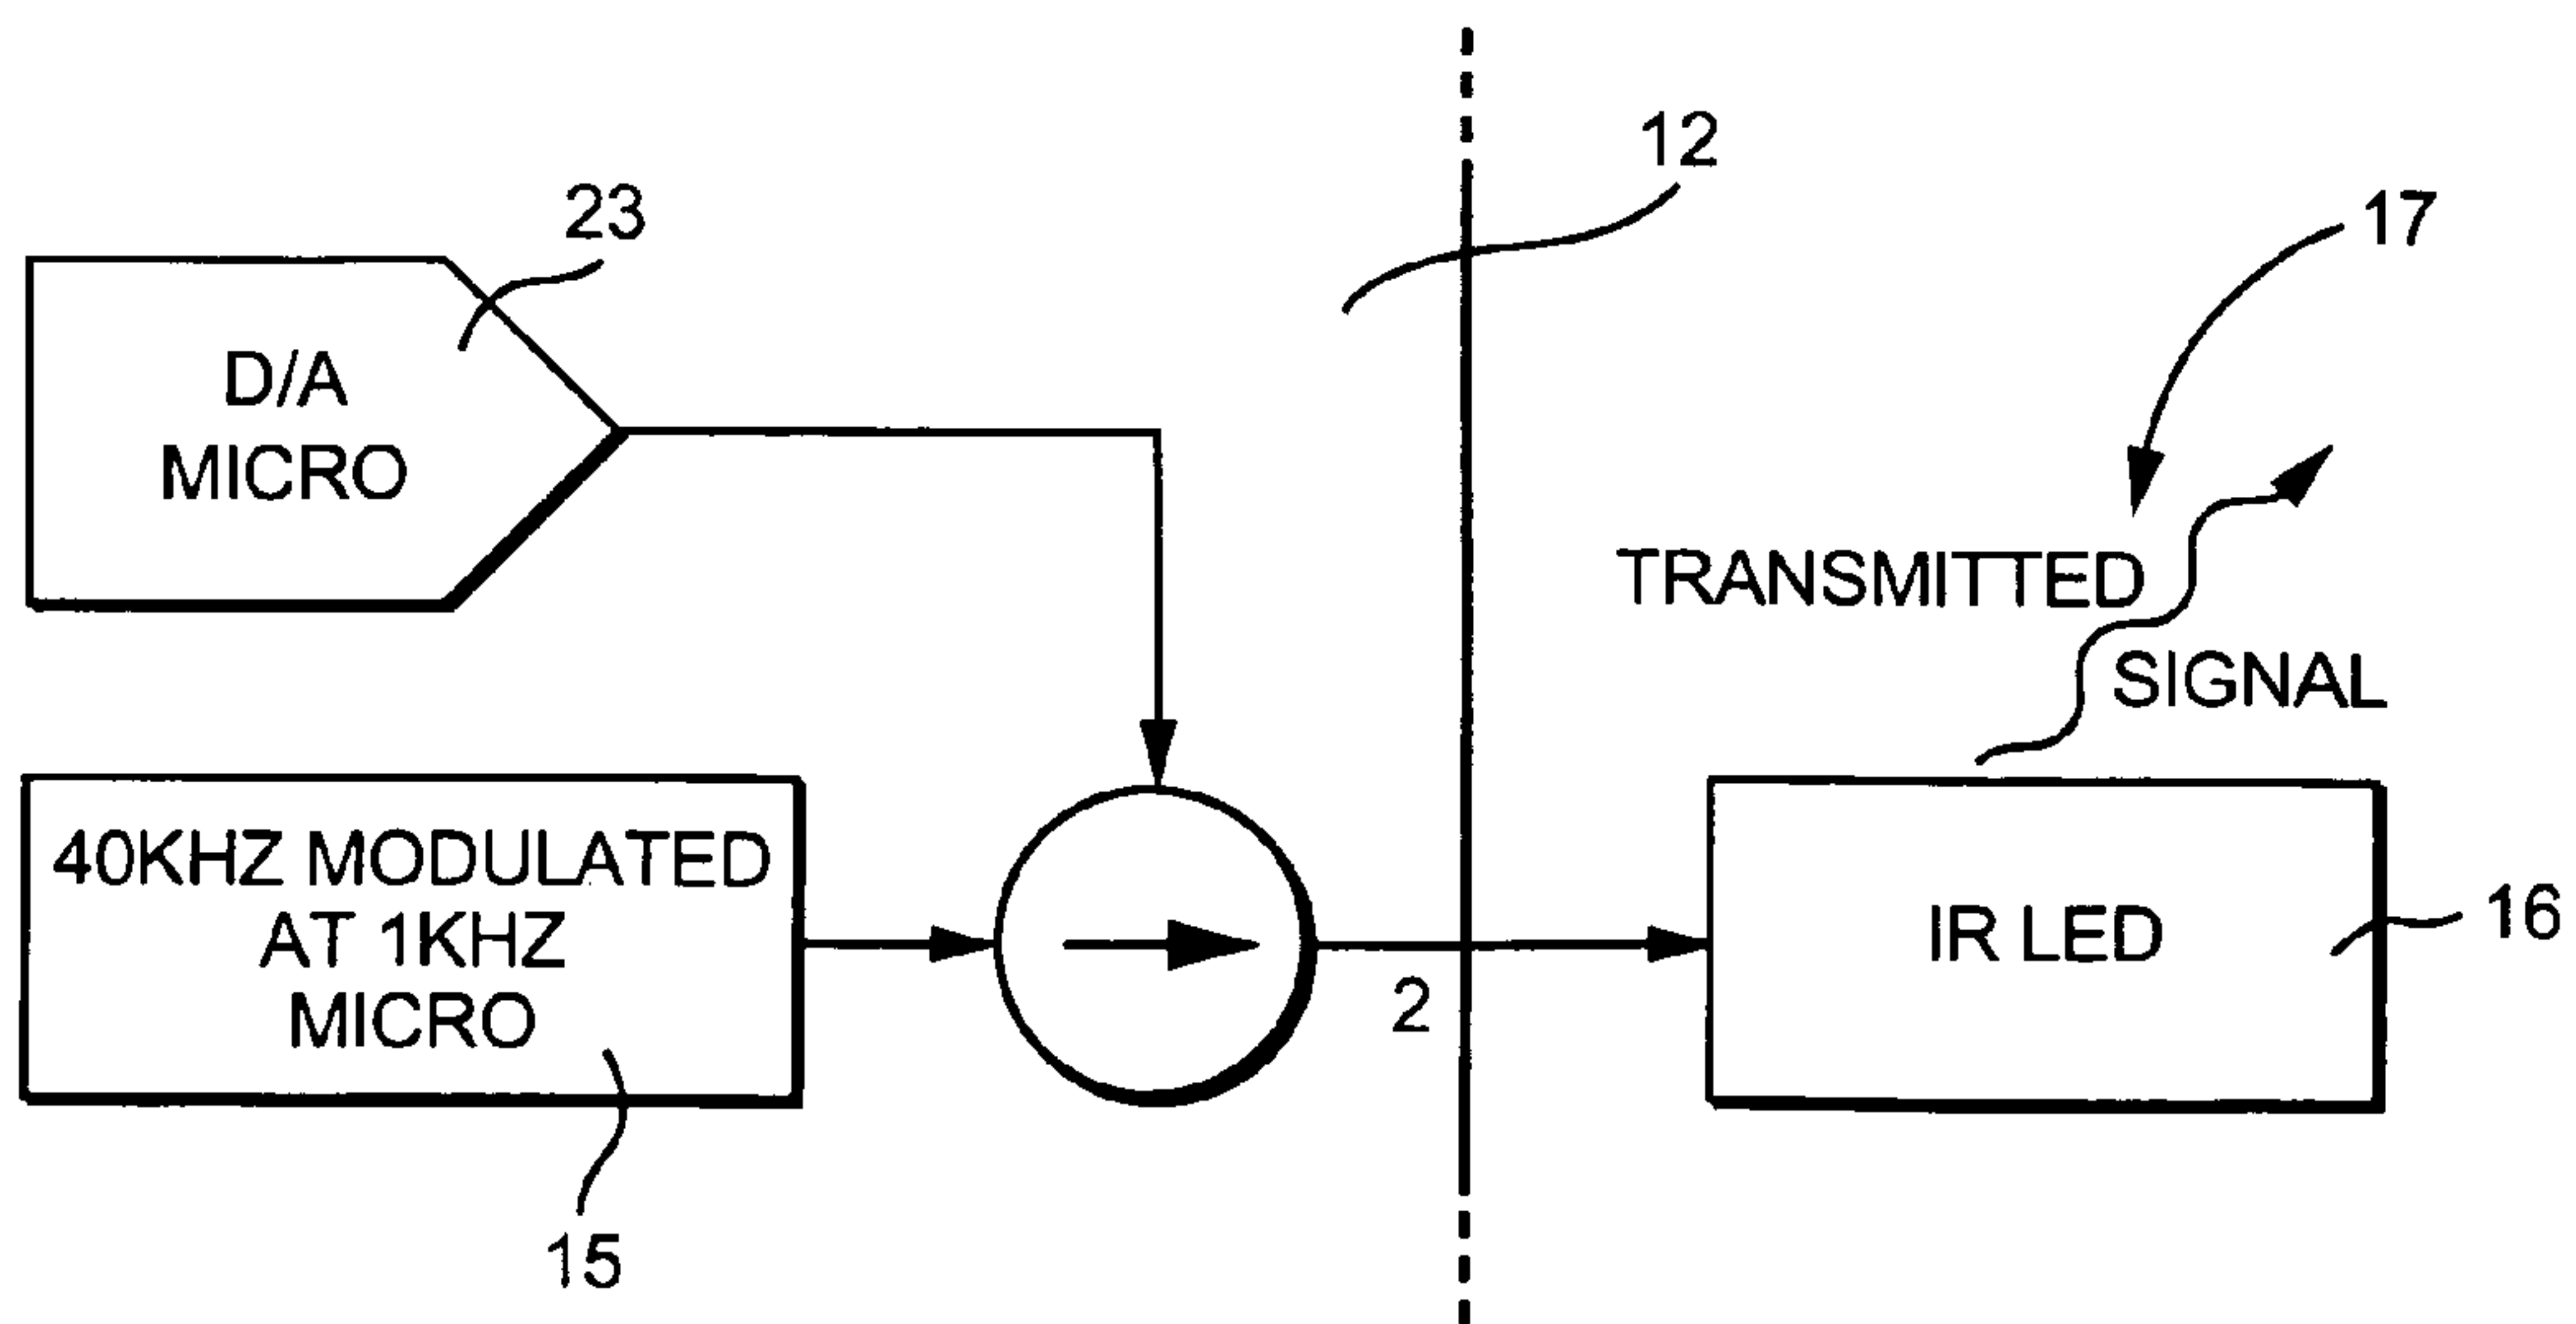 12
23
17
D/A
MICRO
TRANSMITTED
SIGNAL
40KHZ MODULATED
AT 1KHZ
MICRO
IR LED
16
2
15